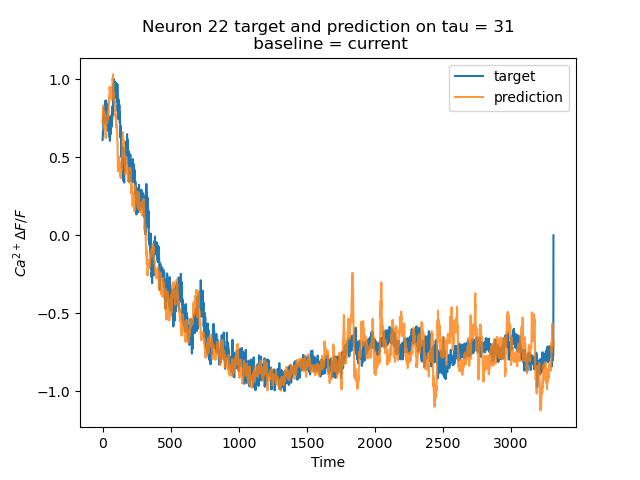 Neuron 22 target and prediction on tau = 31
baseline = current
target
prediction
1.0
0.5
0.0
−0.5
−1.0
Ca²⁺ ΔF/F
0 500 1000 1500 2000 2500 3000
Time